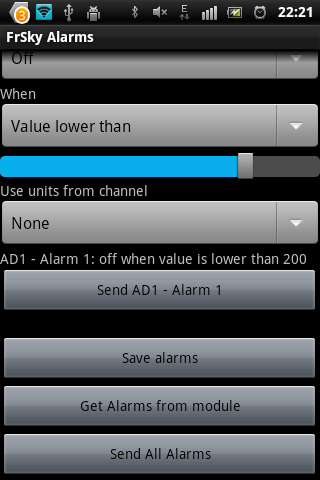 3
E
22:21
FrSky Alarms
Off
When
Value lower than
Use units from channel
None
AD1 - Alarm 1: off when value is lower than 200
Send AD1 - Alarm 1
Save alarms
Get Alarms from module
Send All Alarms